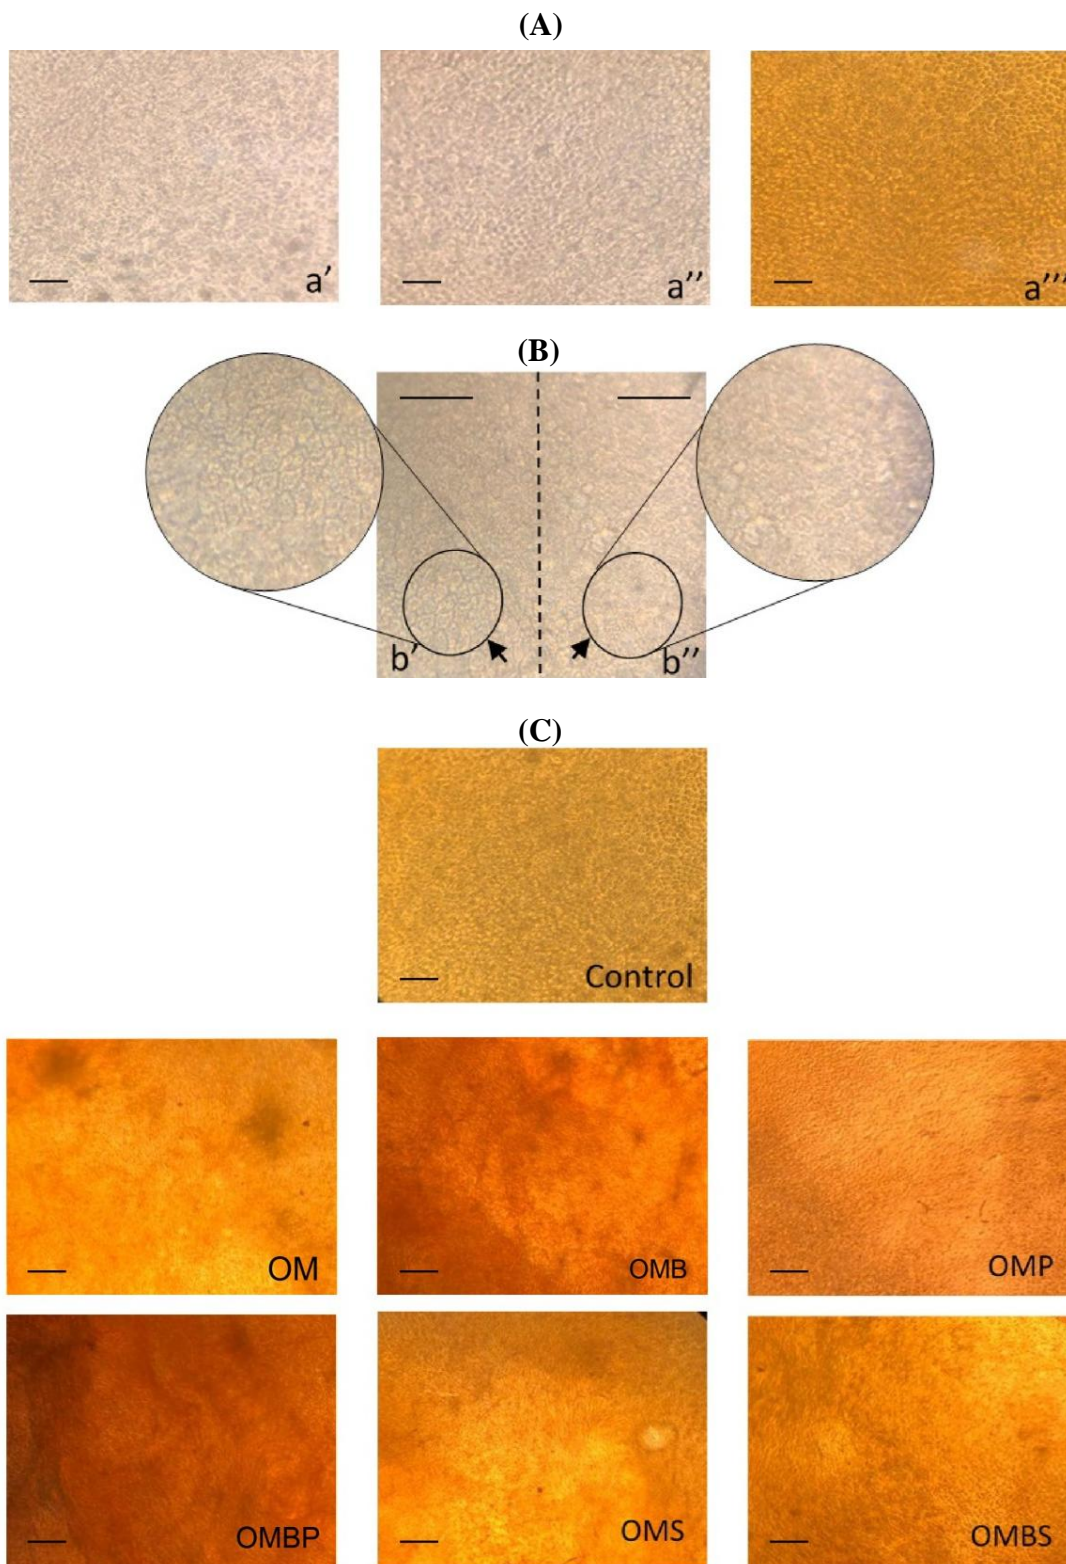 (A)
a′ a″ a‴
(B)
b′ b″
(C)
Control
OM OMB OMP
OMBP OMS OMBS